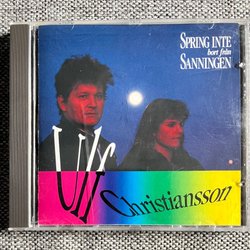 SPRING INTE
bort från
SANNINGEN
Ulf
Christiansson